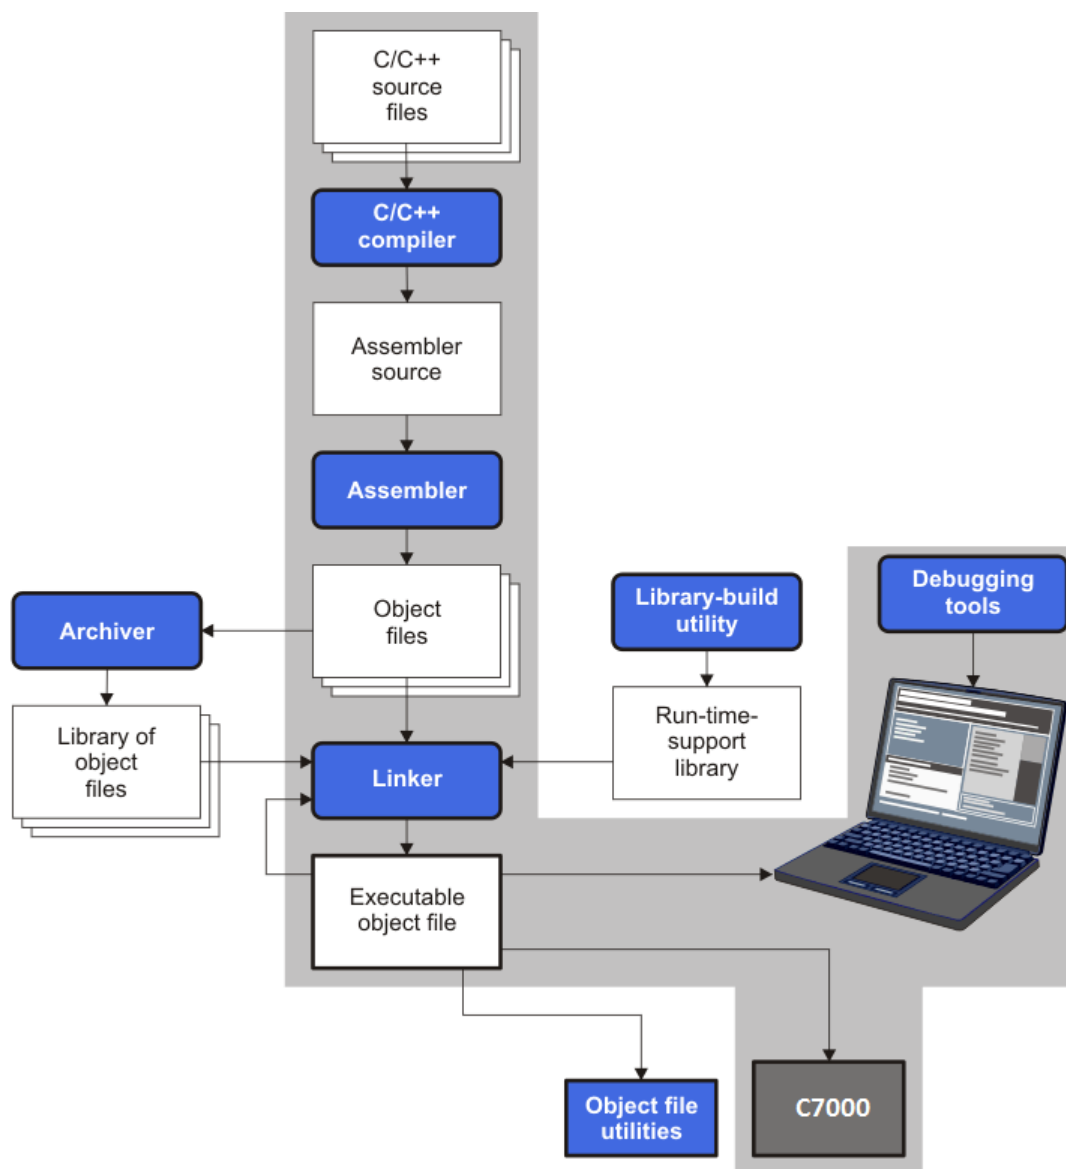 C/C++
source
files
C/C++
compiler
Assembler
source
Assembler
Debugging
tools
Object
files
Library-build
utility
Archiver
Library of
object
files
Run-time-
support
library
Linker
Executable
object file
Object file
utilities
C7000